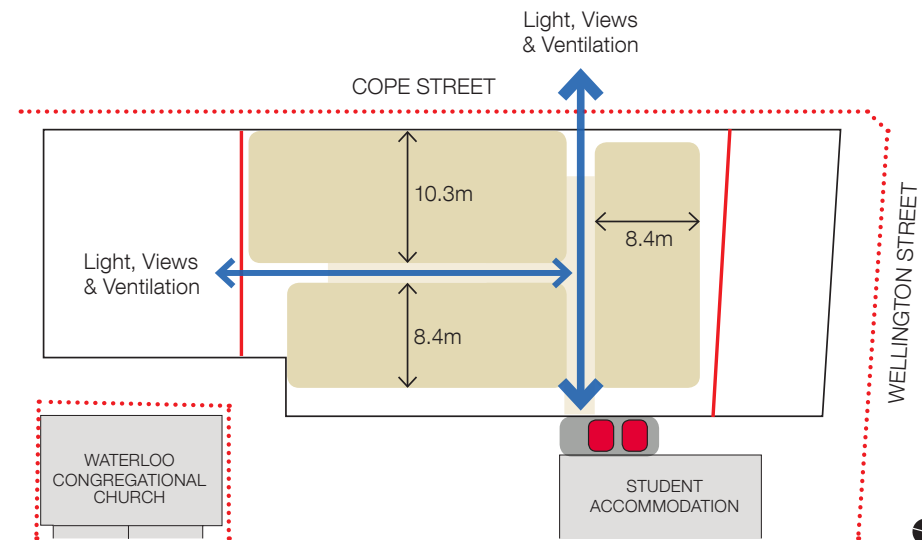 Light, Views
& Ventilation
COPE STREET
10.3m
8.4m
WELLINGTON STREET
Light, Views
& Ventilation
8.4m
WATERLOO
CONGREGATIONAL
CHURCH
STUDENT
ACCOMMODATION